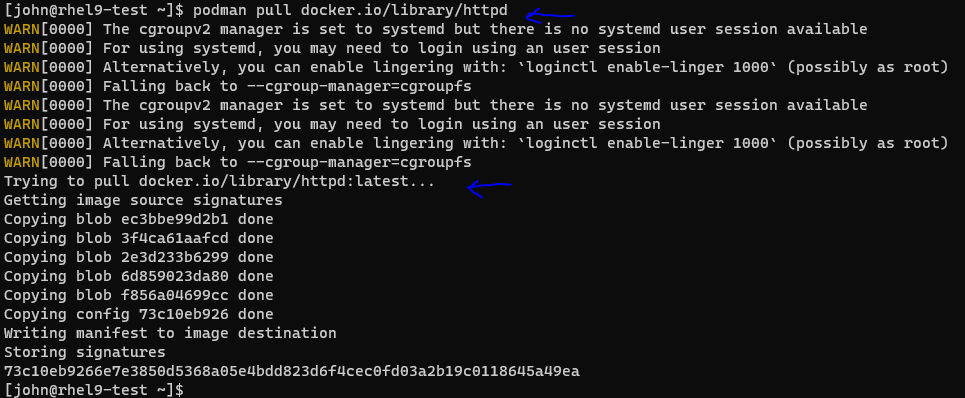 [john@rhel9-test ~]$ podman pull docker.io/library/httpd
WARN[0000] The cgroupv2 manager is set to systemd but there is no systemd user session available
WARN[0000] For using systemd, you may need to login using an user session
WARN[0000] Alternatively, you can enable lingering with: `loginctl enable-linger 1000` (possibly as root)
WARN[0000] Falling back to --cgroup-manager=cgroupfs
WARN[0000] The cgroupv2 manager is set to systemd but there is no systemd user session available
WARN[0000] For using systemd, you may need to login using an user session
WARN[0000] Alternatively, you can enable lingering with: `loginctl enable-linger 1000` (possibly as root)
WARN[0000] Falling back to --cgroup-manager=cgroupfs
Trying to pull docker.io/library/httpd:latest...
Getting image source signatures
Copying blob ec3bbe99d2b1 done
Copying blob 3f4ca61aafcd done
Copying blob 2e3d233b6299 done
Copying blob 6d859023da80 done
Copying blob f856a04699cc done
Copying config 73c10eb926 done
Writing manifest to image destination
Storing signatures
73c10eb9266e7e3850d5368a05e4bdd823d6f4cec0fd03a2b19c0118645a49ea
[john@rhel9-test ~]$